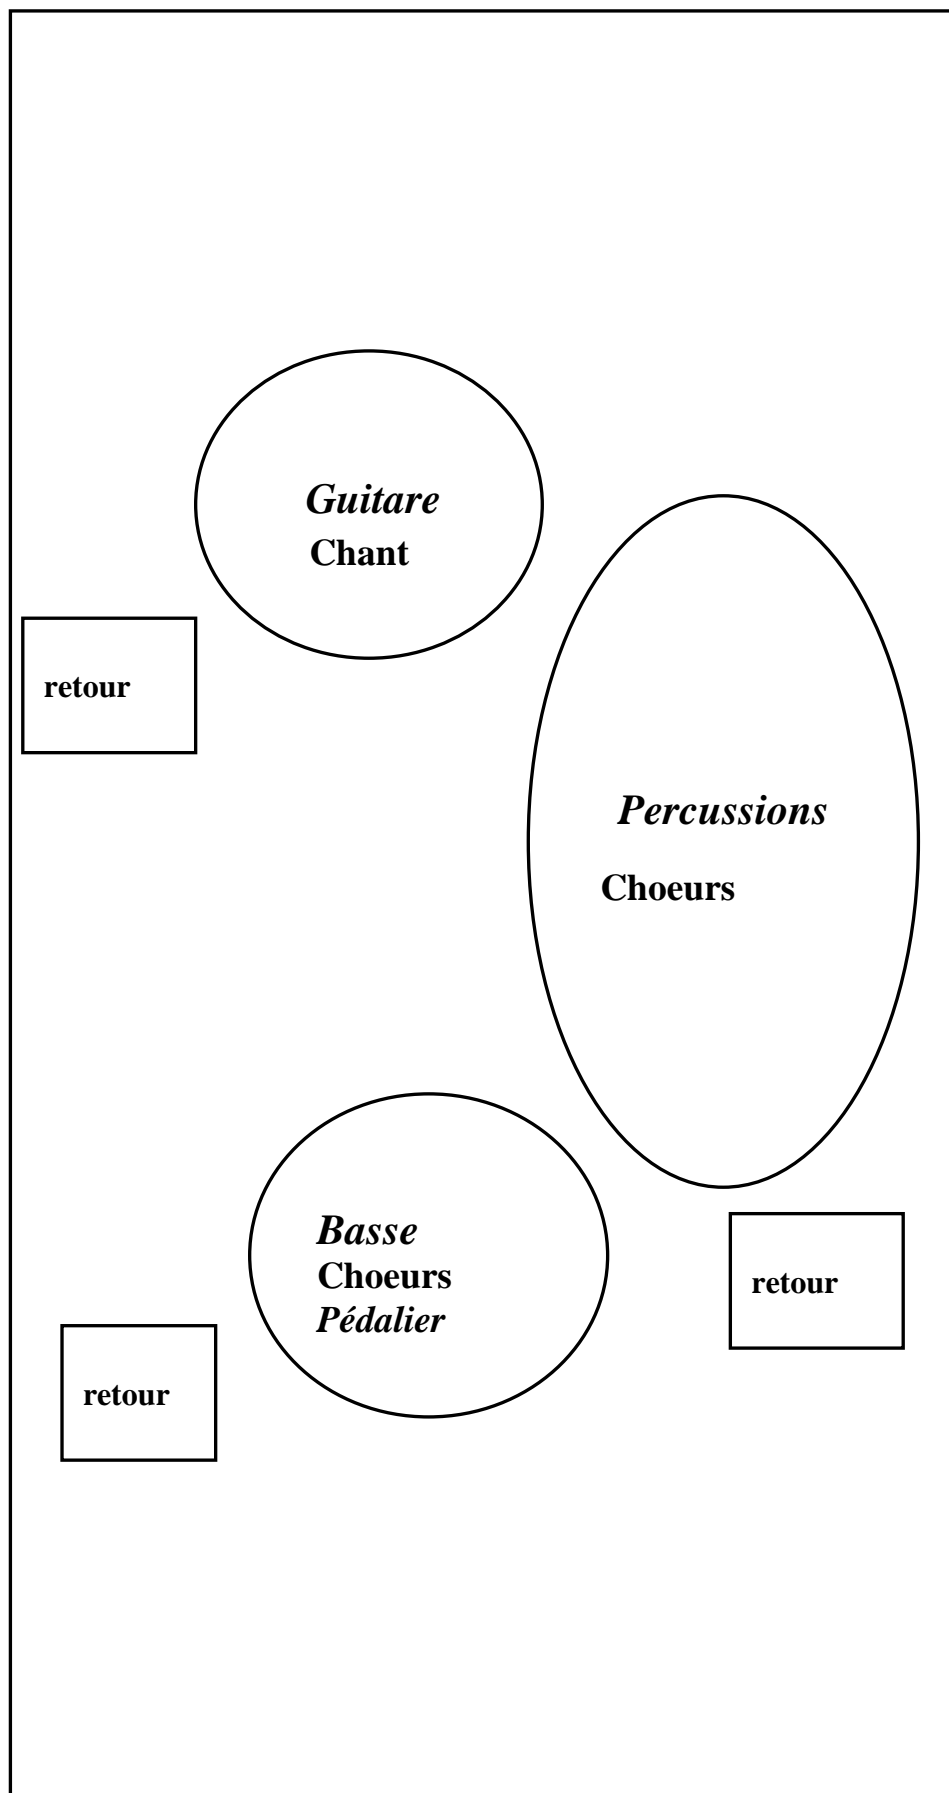 Guitare
Chant
retour
Percussions
Choeurs
Basse
Choeurs
Pédalier
retour
retour